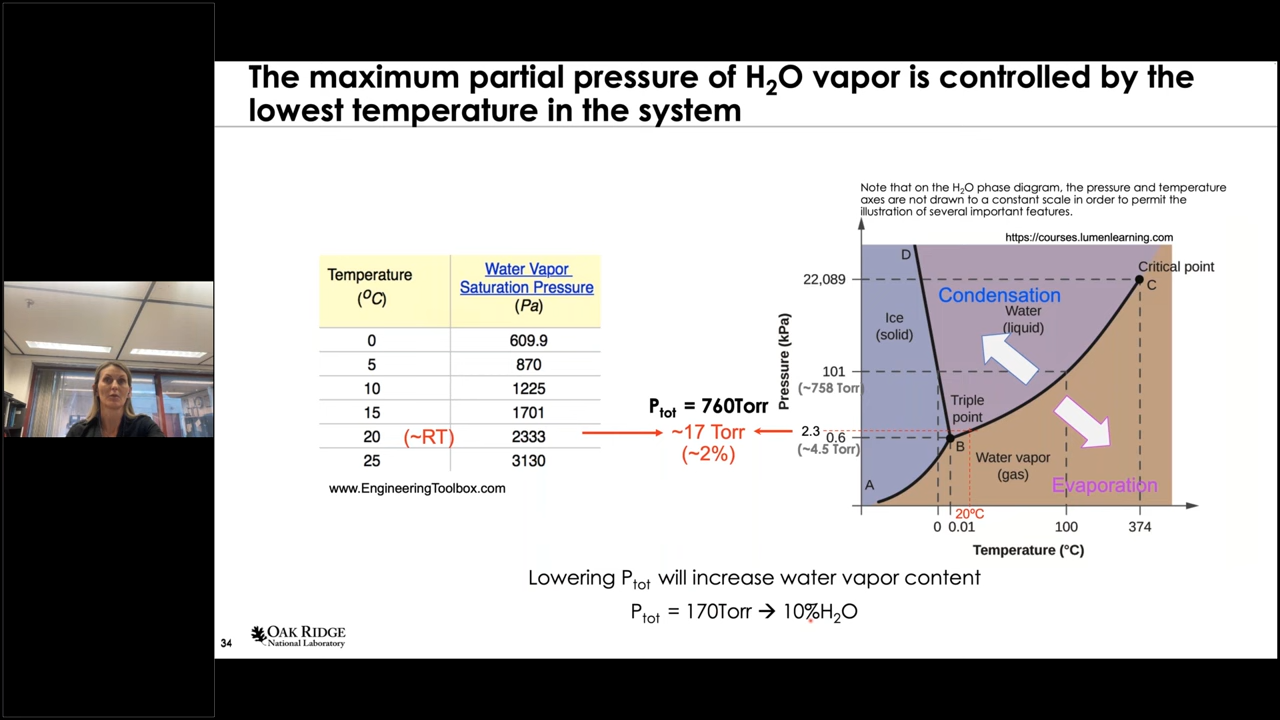 The maximum partial pressure of H₂O vapor is controlled by the
lowest temperature in the system
Note that on the H₂O phase diagram, the pressure and temperature
axes are not drawn to a constant scale in order to permit the
illustration of several important features.
https://courses.lumenlearning.com
Temperature
(°C)
Water Vapor
Saturation Pressure
(Pa)
0 609.9
5 870
10 1225
15 1701
20 (~RT) 2333
25 3130
www.EngineeringToolbox.com
Ptot = 760Torr
~17 Torr
(~2%)
Pressure (kPa)
22,089
101
(~758 Torr)
2.3
0.6
(~4.5 Torr)
D
Critical point
C
Condensation
Ice
(solid)
Water
(liquid)
Triple
point
B
Water vapor
(gas)
A
Evaporation
20ºC
0 0.01 100 374
Temperature (°C)
Lowering Ptot will increase water vapor content
Ptot = 170Torr → 10%H₂O
34
OAK RIDGE
National Laboratory